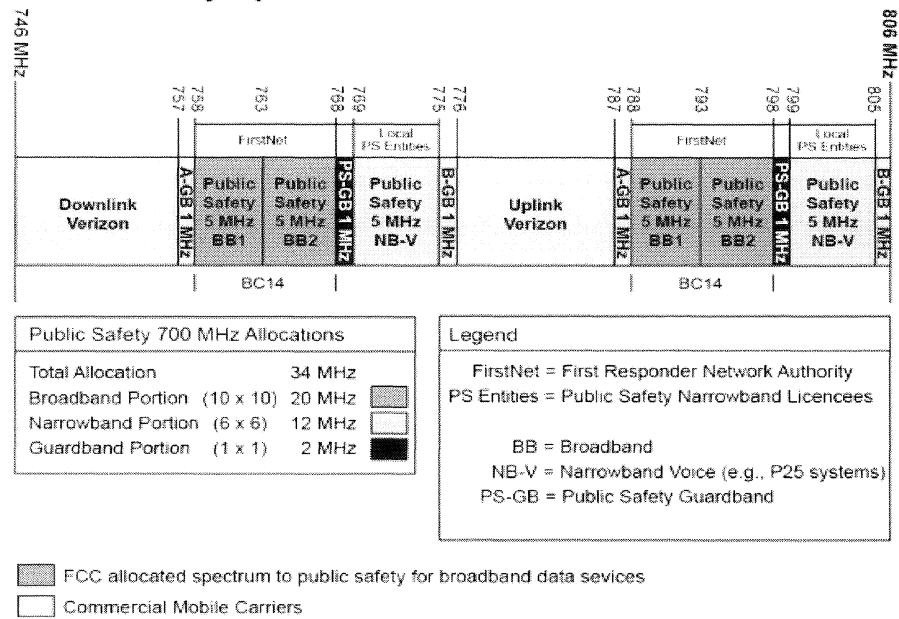 746 MHz
806 MHz
757
758
763
768
769
775
776
787
788
793
798
799
805
FirstNet
Local
PS Entities
FirstNet
Local
PS Entities
Downlink
Verizon
A-GB 1 MHz
Public
Safety
5 MHz
BB1
Public
Safety
5 MHz
BB2
PS-GB 1 MHz
Public
Safety
5 MHz
NB-V
B-GB 1 MHz
Uplink
Verizon
A-GB 1 MHz
Public
Safety
5 MHz
BB1
Public
Safety
5 MHz
BB2
PS-GB 1 MHz
Public
Safety
5 MHz
NB-V
B-GB 1 MHz
BC14
BC14
Public Safety 700 MHz Allocations
Total Allocation 34 MHz
Broadband Portion (10 x 10) 20 MHz
Narrowband Portion (6 x 6) 12 MHz
Guardband Portion (1 x 1) 2 MHz
Legend
FirstNet = First Responder Network Authority
PS Entities = Public Safety Narrowband Licencees
BB = Broadband
NB-V = Narrowband Voice (e.g., P25 systems)
PS-GB = Public Safety Guardband
FCC allocated spectrum to public safety for broadband data sevices
Commercial Mobile Carriers